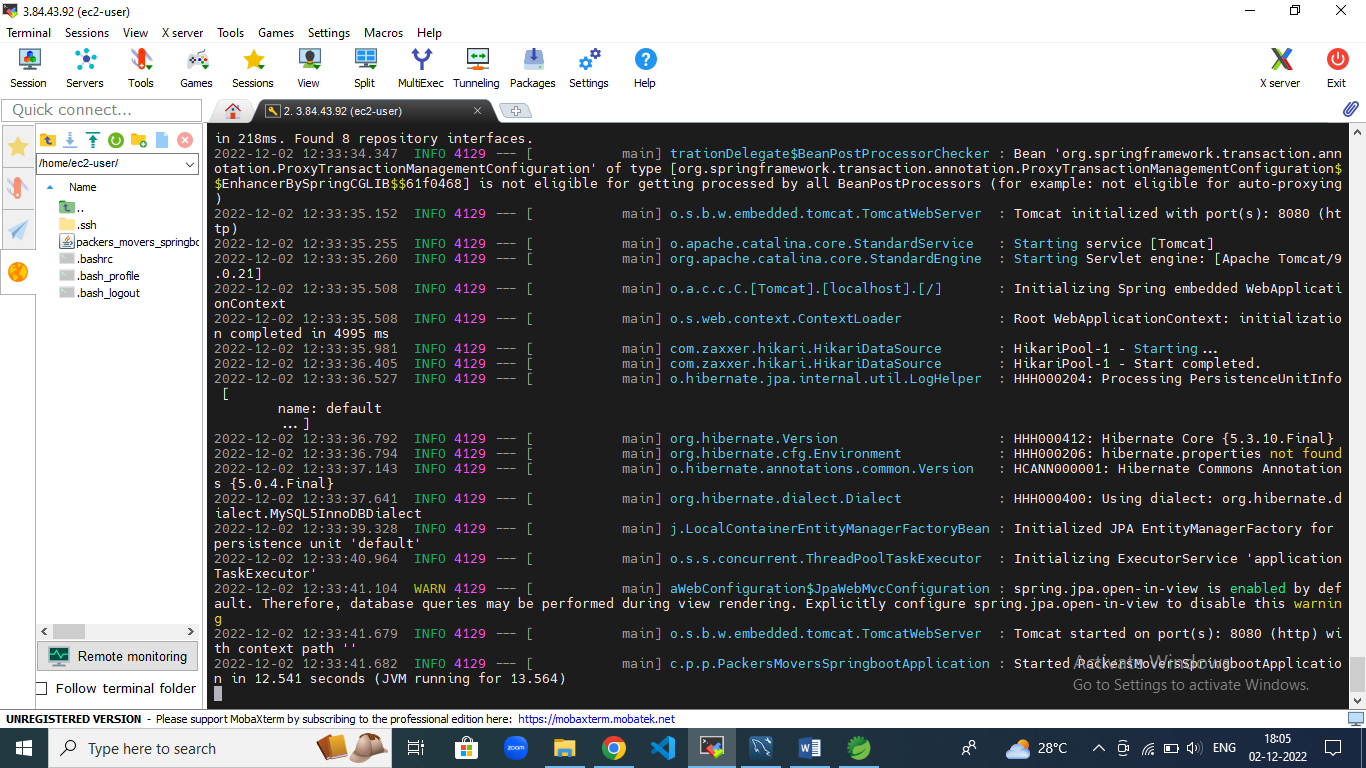 3.84.43.92 (ec2-user)
Terminal Sessions View X server Tools Games Settings Macros Help
Session Servers Tools Games Sessions View Split MultiExec Tunneling Packages Settings Help X server Exit
Quick connect...
2. 3.84.43.92 (ec2-user)
/home/ec2-user/
Name
..
.ssh
packers_movers_springbo
.bashrc
.bash_profile
.bash_logout
Remote monitoring
Follow terminal folder
in 218ms. Found 8 repository interfaces.
2022-12-02 12:33:34.347  INFO 4129 --- [           main] trationDelegate$BeanPostProcessorChecker : Bean 'org.springframework.transaction.ann
otation.ProxyTransactionManagementConfiguration' of type [org.springframework.transaction.annotation.ProxyTransactionManagementConfiguration$
$EnhancerBySpringCGLIB$$61f0468] is not eligible for getting processed by all BeanPostProcessors (for example: not eligible for auto-proxying
)
2022-12-02 12:33:35.152  INFO 4129 --- [           main] o.s.b.w.embedded.tomcat.TomcatWebServer  : Tomcat initialized with port(s): 8080 (ht
tp)
2022-12-02 12:33:35.255  INFO 4129 --- [           main] o.apache.catalina.core.StandardService   : Starting service [Tomcat]
2022-12-02 12:33:35.260  INFO 4129 --- [           main] org.apache.catalina.core.StandardEngine  : Starting Servlet engine: [Apache Tomcat/9
.0.21]
2022-12-02 12:33:35.508  INFO 4129 --- [           main] o.a.c.c.C.[Tomcat].[localhost].[/]       : Initializing Spring embedded WebApplicati
onContext
2022-12-02 12:33:35.508  INFO 4129 --- [           main] o.s.web.context.ContextLoader            : Root WebApplicationContext: initializatio
n completed in 4995 ms
2022-12-02 12:33:35.981  INFO 4129 --- [           main] com.zaxxer.hikari.HikariDataSource       : HikariPool-1 - Starting...
2022-12-02 12:33:36.405  INFO 4129 --- [           main] com.zaxxer.hikari.HikariDataSource       : HikariPool-1 - Start completed.
2022-12-02 12:33:36.527  INFO 4129 --- [           main] o.hibernate.jpa.internal.util.LogHelper  : HHH000204: Processing PersistenceUnitInfo
[
name: default
...]
2022-12-02 12:33:36.792  INFO 4129 --- [           main] org.hibernate.Version                    : HHH000412: Hibernate Core {5.3.10.Final}
2022-12-02 12:33:36.794  INFO 4129 --- [           main] org.hibernate.cfg.Environment            : HHH000206: hibernate.properties not found
2022-12-02 12:33:37.143  INFO 4129 --- [           main] o.hibernate.annotations.common.Version   : HCANN000001: Hibernate Commons Annotation
s {5.0.4.Final}
2022-12-02 12:33:37.641  INFO 4129 --- [           main] org.hibernate.dialect.Dialect            : HHH000400: Using dialect: org.hibernate.d
ialect.MySQL5InnoDBDialect
2022-12-02 12:33:39.328  INFO 4129 --- [           main] j.LocalContainerEntityManagerFactoryBean : Initialized JPA EntityManagerFactory for
persistence unit 'default'
2022-12-02 12:33:40.964  INFO 4129 --- [           main] o.s.s.concurrent.ThreadPoolTaskExecutor  : Initializing ExecutorService 'application
TaskExecutor'
2022-12-02 12:33:41.104  WARN 4129 --- [           main] aWebConfiguration$JpaWebMvcConfiguration : spring.jpa.open-in-view is enabled by def
ault. Therefore, database queries may be performed during view rendering. Explicitly configure spring.jpa.open-in-view to disable this warnin
g
2022-12-02 12:33:41.679  INFO 4129 --- [           main] o.s.b.w.embedded.tomcat.TomcatWebServer  : Tomcat started on port(s): 8080 (http) wi
th context path ''
2022-12-02 12:33:41.682  INFO 4129 --- [           main] c.p.p.PackersMoversSpringbootApplication : Started PackersMoversSpringbootApplicatio
n in 12.541 seconds (JVM running for 13.564)
Activate Windows
Go to Settings to activate Windows.
UNREGISTERED VERSION - Please support MobaXterm by subscribing to the professional edition here: https://mobaxterm.mobatek.net
Type here to search
zoom
28°C
ENG
18:05
02-12-2022